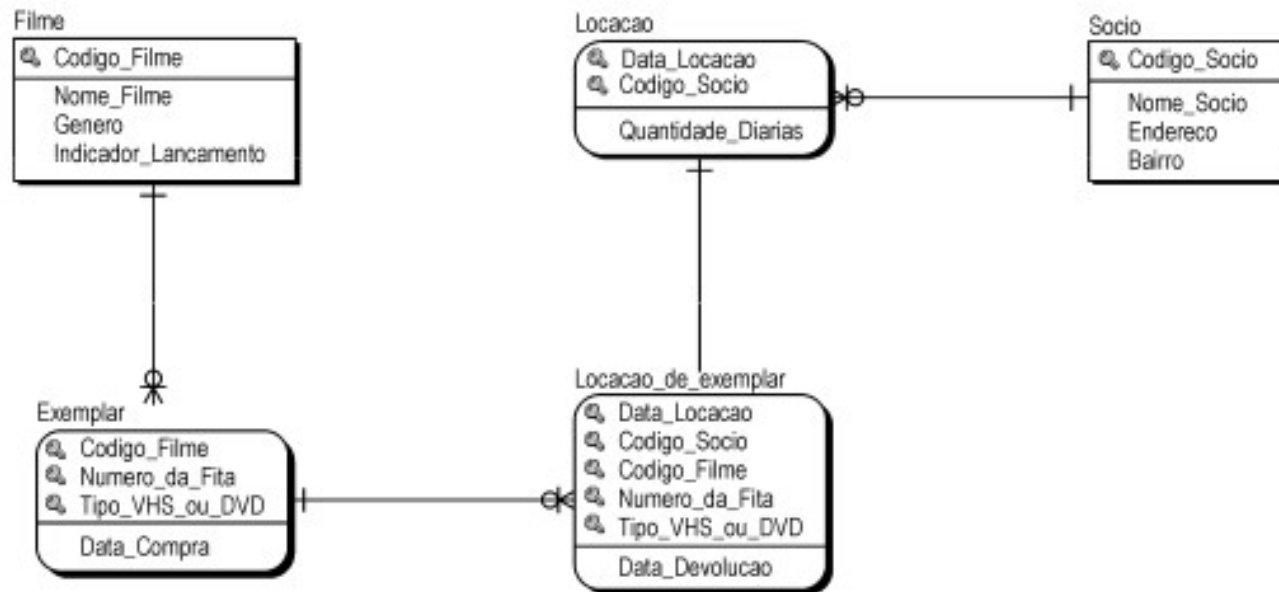 Filme
Codigo_Filme
Nome_Filme
Genero
Indicador_Lancamento
Locacao
Data_Locacao
Codigo_Socio
Quantidade_Diarias
Socio
Codigo_Socio
Nome_Socio
Endereco
Bairro
Exemplar
Codigo_Filme
Numero_da_Fita
Tipo_VHS_ou_DVD
Data_Compra
Locacao_de_exemplar
Data_Locacao
Codigo_Socio
Codigo_Filme
Numero_da_Fita
Tipo_VHS_ou_DVD
Data_Devolucao